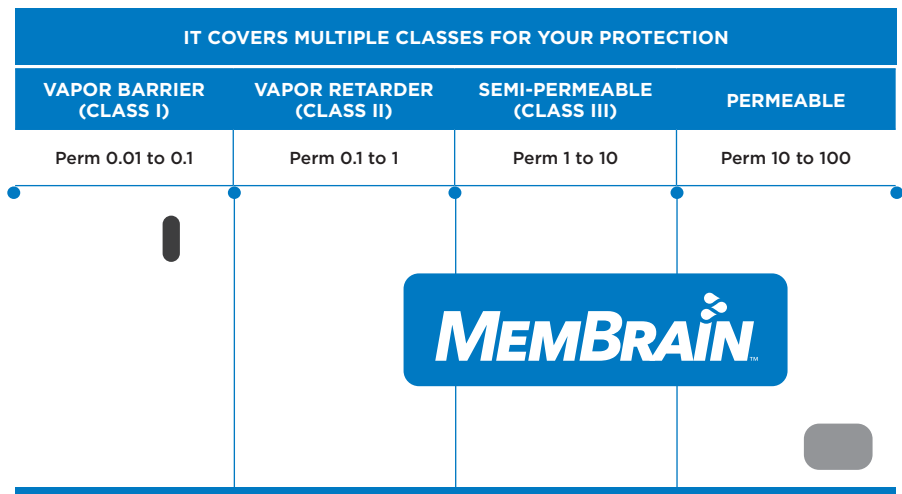 IT COVERS MULTIPLE CLASSES FOR YOUR PROTECTION
VAPOR BARRIER
(CLASS I)
VAPOR RETARDER
(CLASS II)
SEMI-PERMEABLE
(CLASS III)
PERMEABLE
Perm 0.01 to 0.1
Perm 0.1 to 1
Perm 1 to 10
Perm 10 to 100
MEMBRAIN™